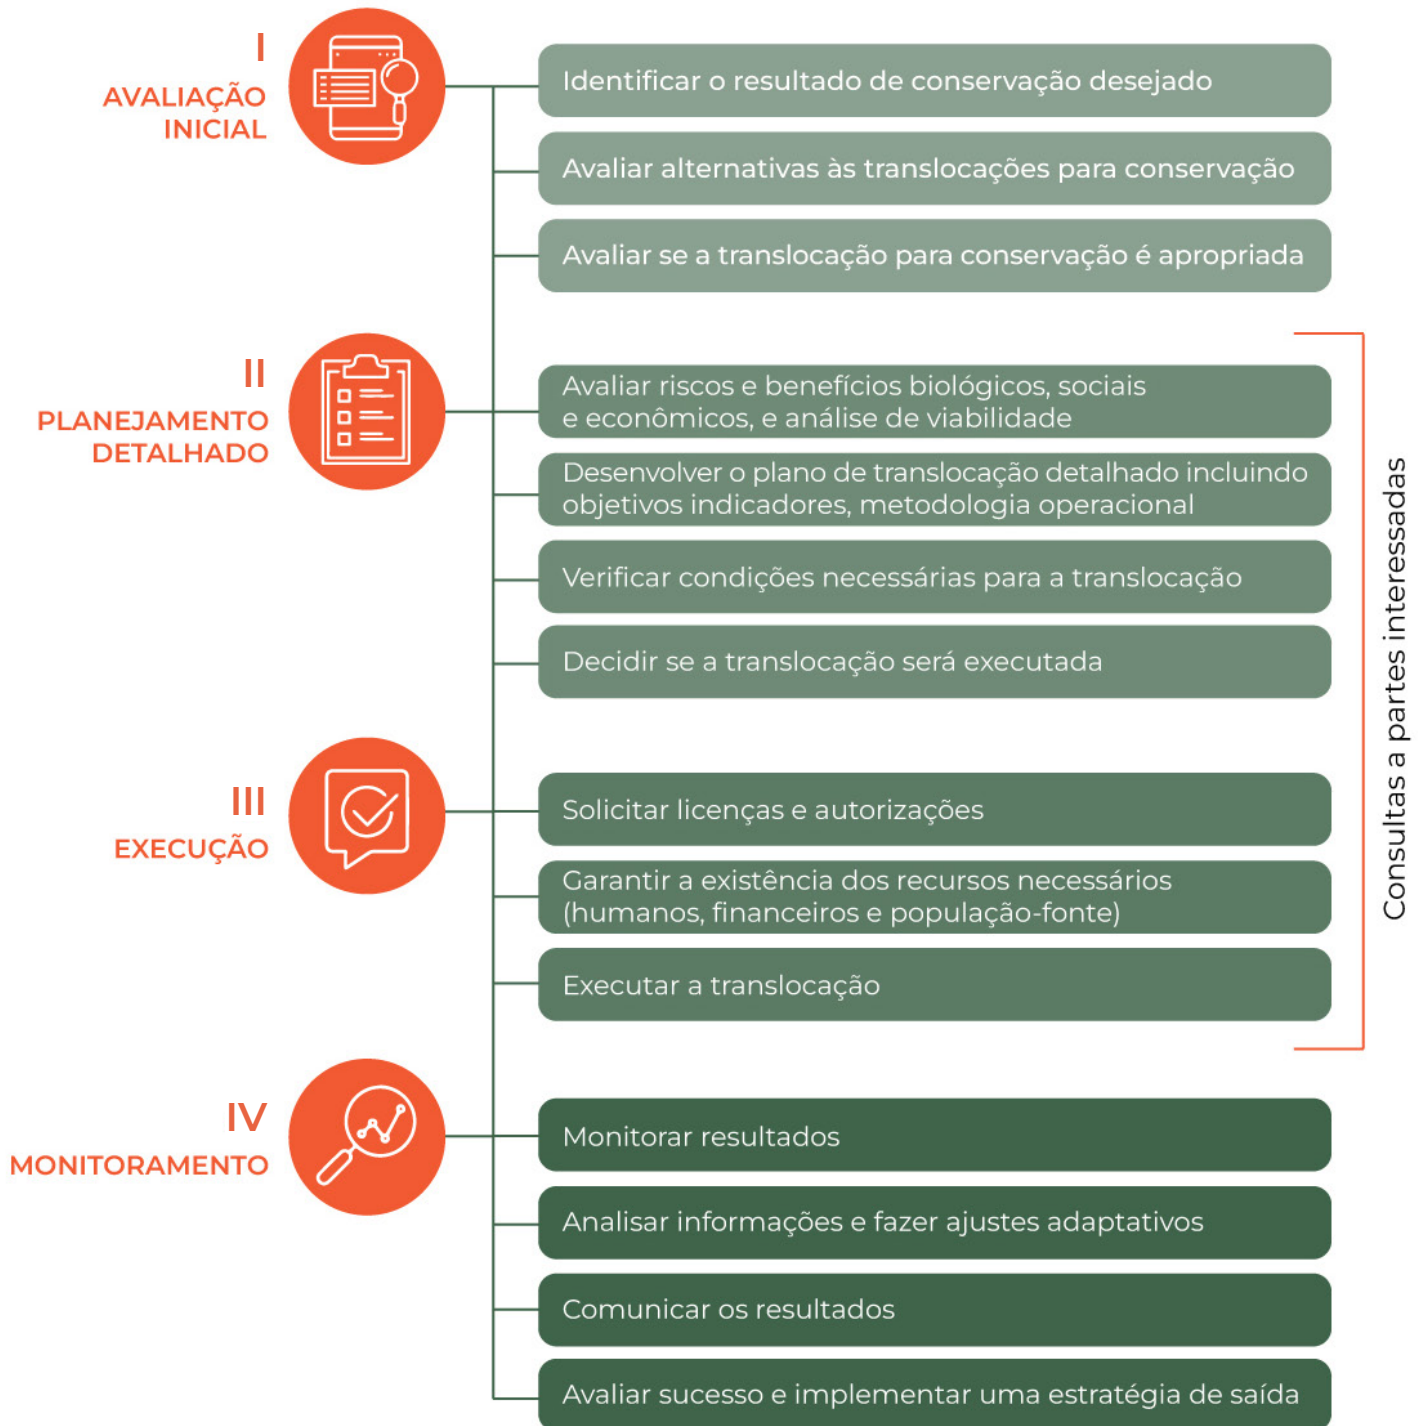 I
AVALIAÇÃO
INICIAL
Identificar o resultado de conservação desejado
Avaliar alternativas às translocações para conservação
Avaliar se a translocação para conservação é apropriada
II
PLANEJAMENTO
DETALHADO
Avaliar riscos e benefícios biológicos, sociais
e econômicos, e análise de viabilidade
Desenvolver o plano de translocação detalhado incluindo
objetivos indicadores, metodologia operacional
Verificar condições necessárias para a translocação
Decidir se a translocação será executada
III
EXECUÇÃO
Solicitar licenças e autorizações
Garantir a existência dos recursos necessários
(humanos, financeiros e população-fonte)
Executar a translocação
Consultas a partes interessadas
IV
MONITORAMENTO
Monitorar resultados
Analisar informações e fazer ajustes adaptativos
Comunicar os resultados
Avaliar sucesso e implementar uma estratégia de saída